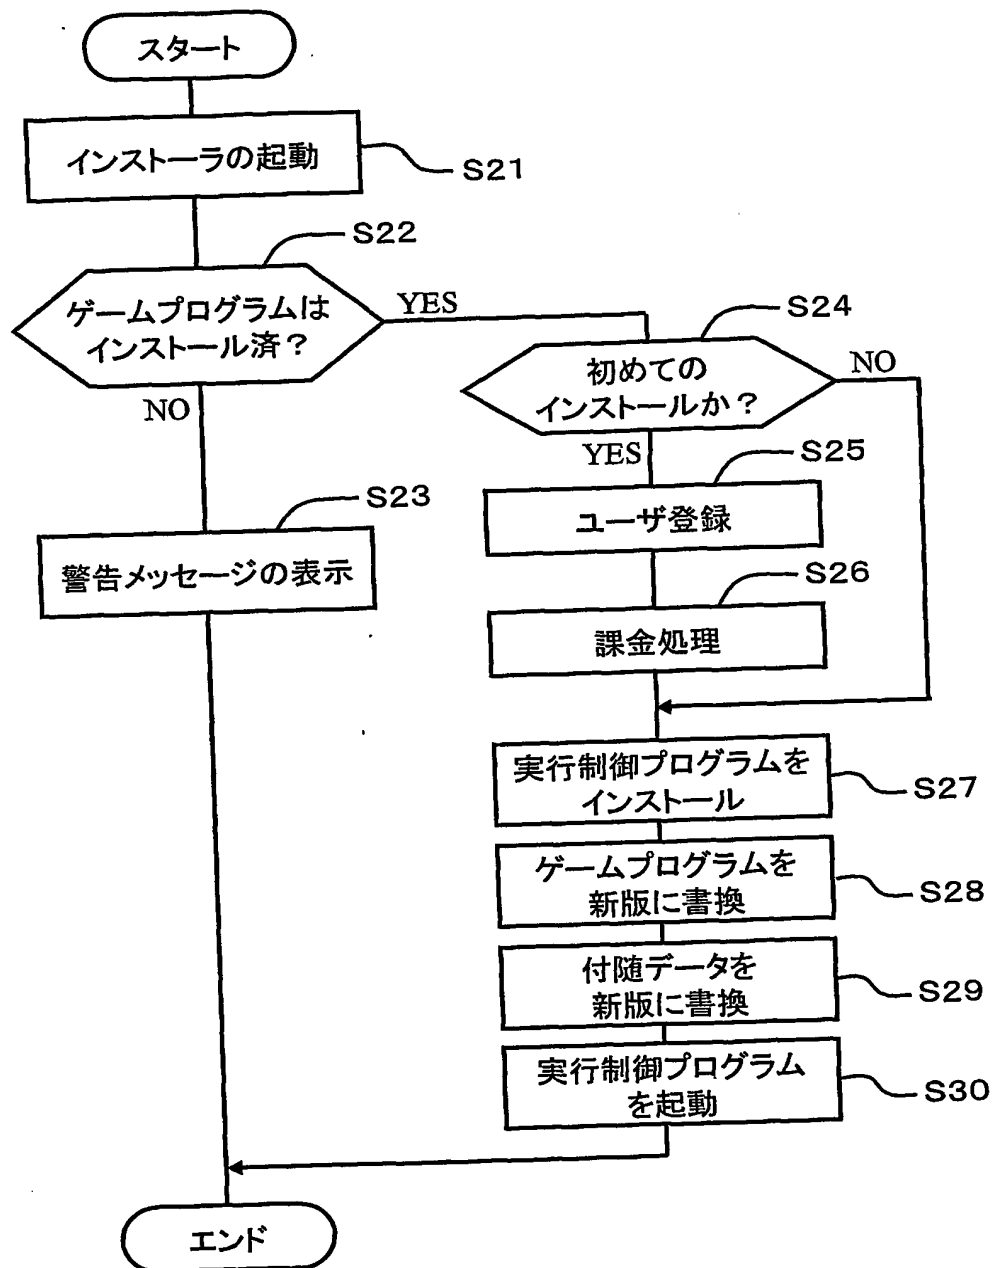 スタート
インストーラの起動
S21
S22
ゲームプログラムは
インストール済？
YES
NO
S23
警告メッセージの表示
S24
初めての
インストールか？
NO
YES
S25
ユーザ登録
S26
課金処理
実行制御プログラムを
インストール
S27
ゲームプログラムを
新版に書換
S28
付随データを
新版に書換
S29
実行制御プログラム
を起動
S30
エンド